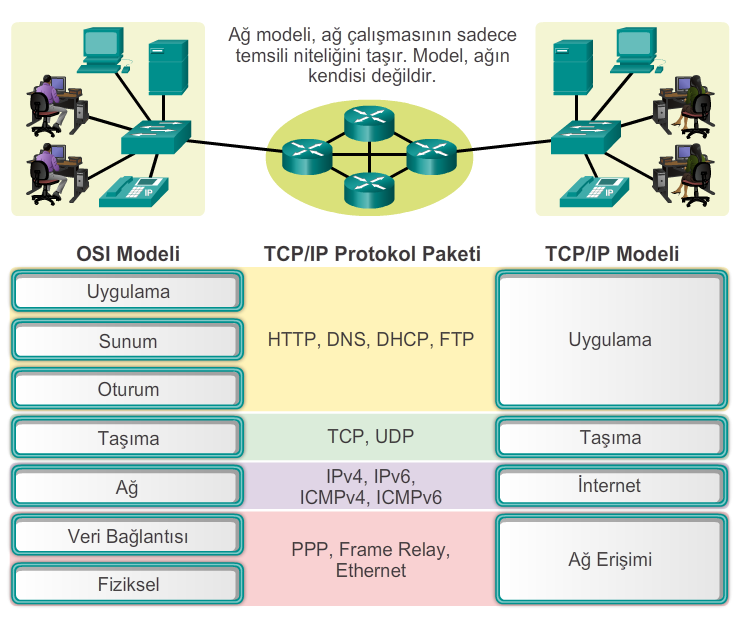 Ağ modeli, ağ çalışmasının sadece
temsili niteliğini taşır. Model, ağın
kendisi değildir.
IP
IP
OSI Modeli
TCP/IP Protokol Paketi
TCP/IP Modeli
Uygulama
Sunum
HTTP, DNS, DHCP, FTP
Uygulama
Oturum
Taşıma
TCP, UDP
Taşıma
Ağ
IPv4, IPv6,
ICMPv4, ICMPv6
İnternet
Veri Bağlantısı
PPP, Frame Relay,
Ethernet
Ağ Erişimi
Fiziksel